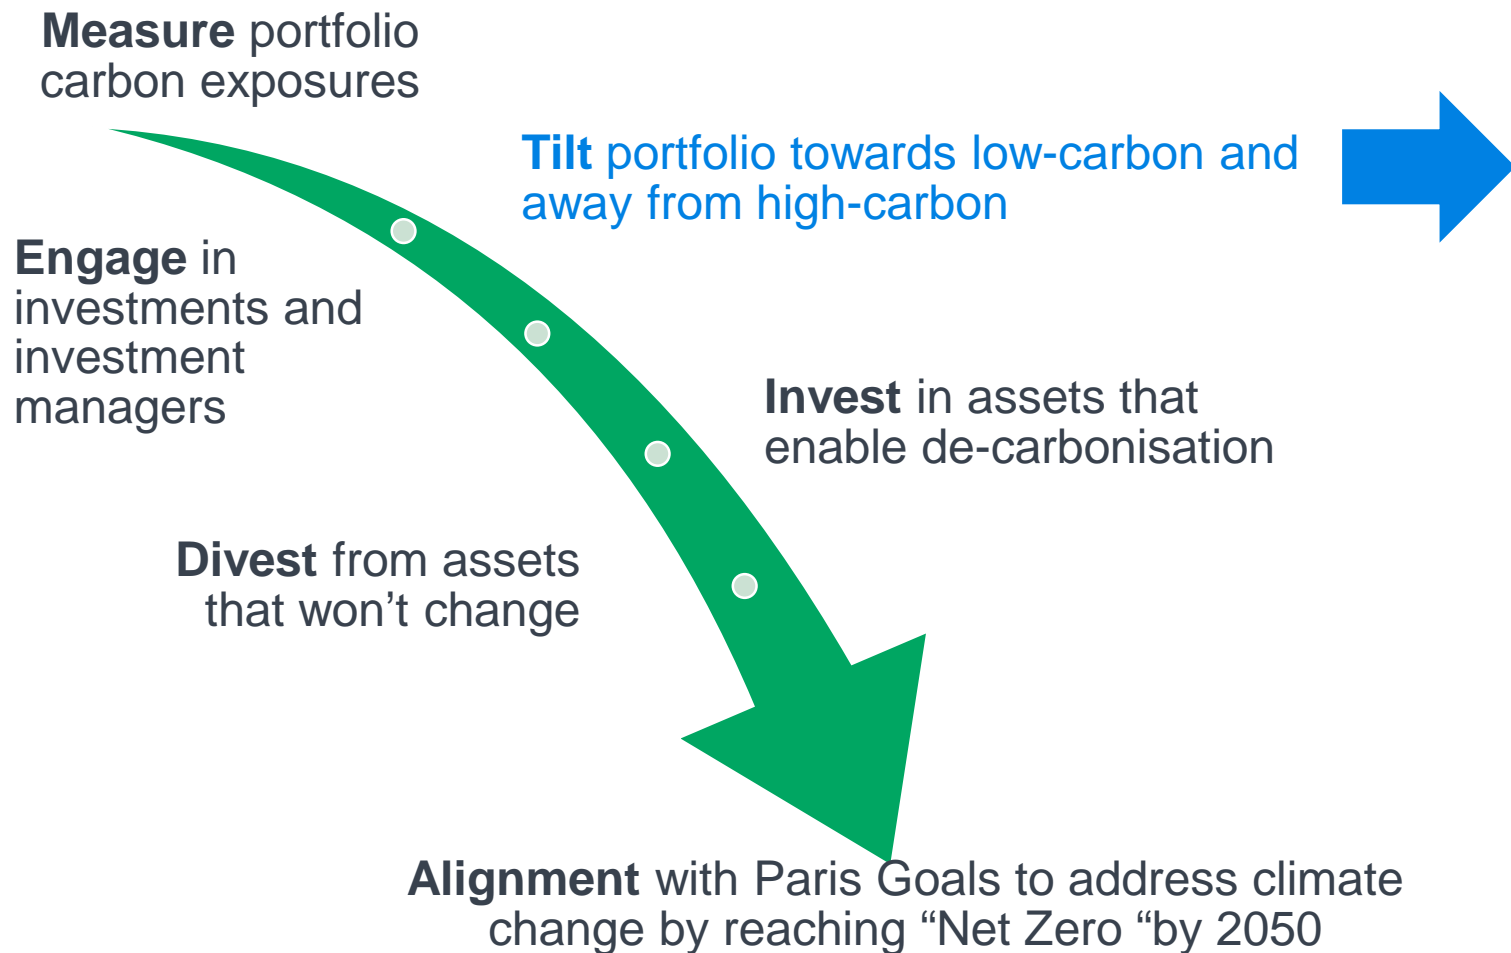 Measure portfolio
carbon exposures
Tilt portfolio towards low-carbon and
away from high-carbon
Engage in
investments and
investment
managers
Invest in assets that
enable de-carbonisation
Divest from assets
that won’t change
Alignment with Paris Goals to address climate
change by reaching “Net Zero “by 2050